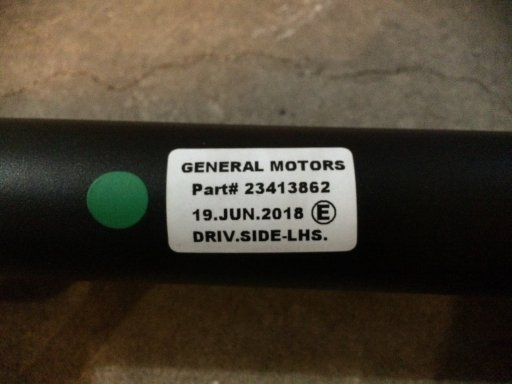 GENERAL MOTORS
Part# 23413862
19.JUN.2018 E
DRIV.SIDE-LHS.